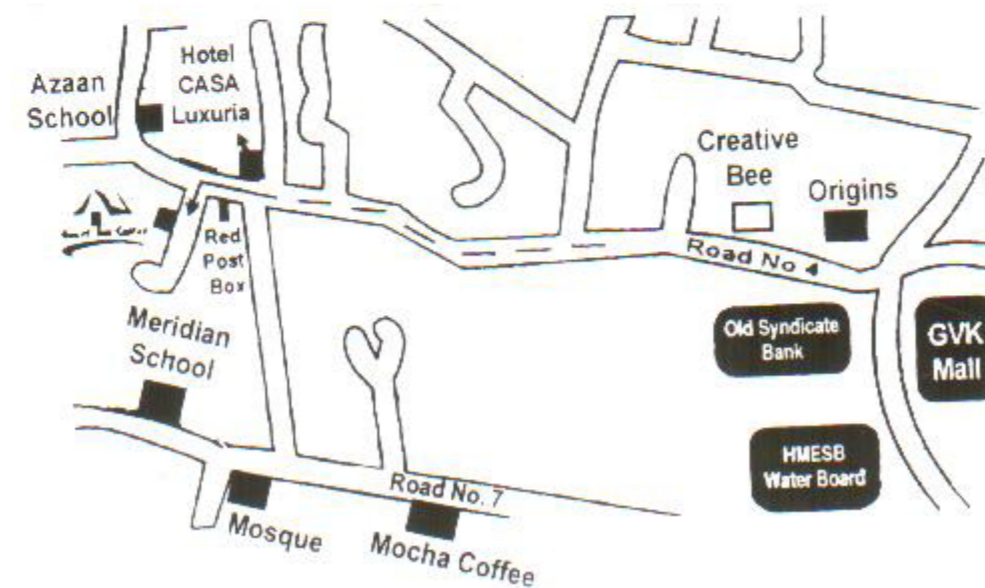 Azaan
School
Hotel
CASA
Luxuria
Creative
Bee
Origins
Red
Post
Box
Road No 4
Meridian
School
Old Syndicate
Bank
GVK
Mall
HMESB
Water Board
Road No. 7
Mosque
Mocha Coffee